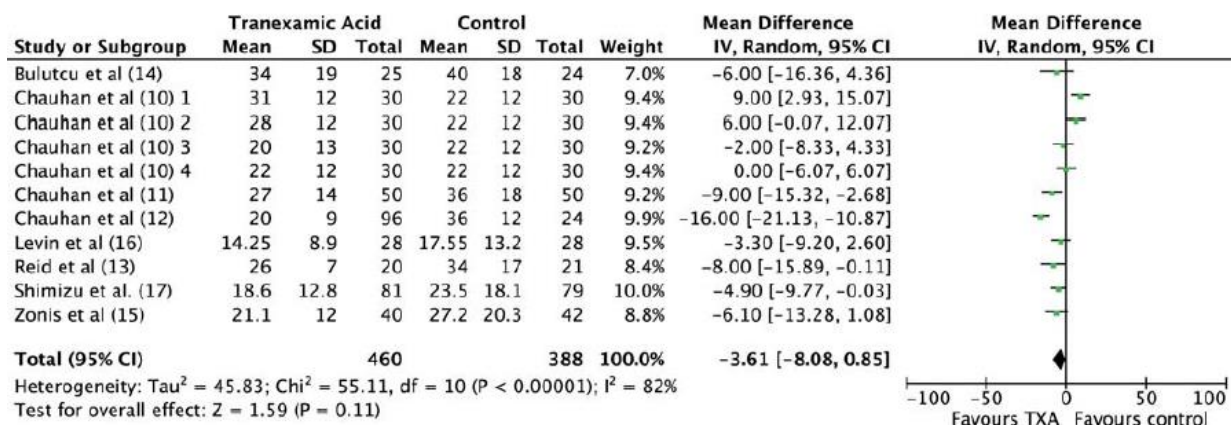 Tranexamic Acid Control Mean Difference Mean Difference
Study or Subgroup Mean SD Total Mean SD Total Weight IV, Random, 95% CI IV, Random, 95% CI
Bulutcu et al (14) 34 19 25 40 18 24 7.0% -6.00 [-16.36, 4.36]
Chauhan et al (10) 1 31 12 30 22 12 30 9.4% 9.00 [2.93, 15.07]
Chauhan et al (10) 2 28 12 30 22 12 30 9.4% 6.00 [-0.07, 12.07]
Chauhan et al (10) 3 20 13 30 22 12 30 9.3% -2.00 [-8.33, 4.33]
Chauhan et al (10) 4 22 12 30 22 12 30 9.4% 0.00 [-6.07, 6.07]
Chauhan et al (11) 27 14 50 36 18 50 9.2% -9.00 [-15.32, -2.68]
Chauhan et al (12) 20 9 96 36 12 24 9.9% -16.00 [-21.13, -10.87]
Levin et al (16) 14.25 8.9 28 17.55 13.2 28 9.5% -3.30 [-9.20, 2.60]
Reid et al (13) 26 7 20 34 17 21 8.4% -8.00 [-15.89, -0.11]
Shimizu et al. (17) 18.6 12.8 81 23.5 18.1 79 10.0% -4.90 [-9.77, -0.03]
Zonis et al (15) 21.1 12 40 27.2 20.3 42 8.8% -6.10 [-13.28, 1.08]
Total (95% CI) 460 388 100.0% -3.61 [-8.08, 0.85]
Heterogeneity: Tau² = 45.83; Chi² = 55.11, df = 10 (P < 0.00001); I² = 82%
Test for overall effect: Z = 1.59 (P = 0.11)
-100 -50 0 50 100
Favours TXA Favours control